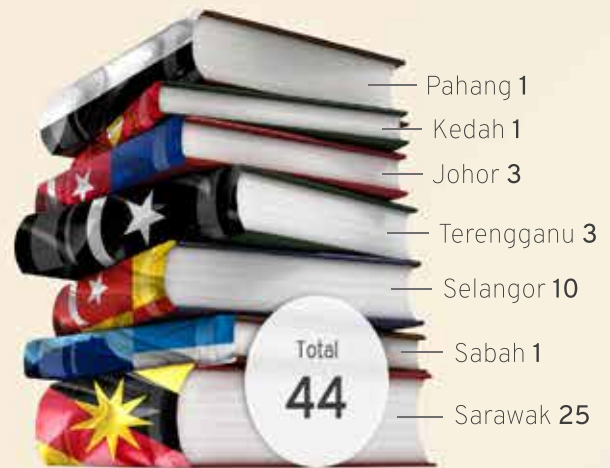 Pahang 1
Kedah 1
Johor 3
Terengganu 3
Selangor 10
Sabah 1
Sarawak 25
Total
44